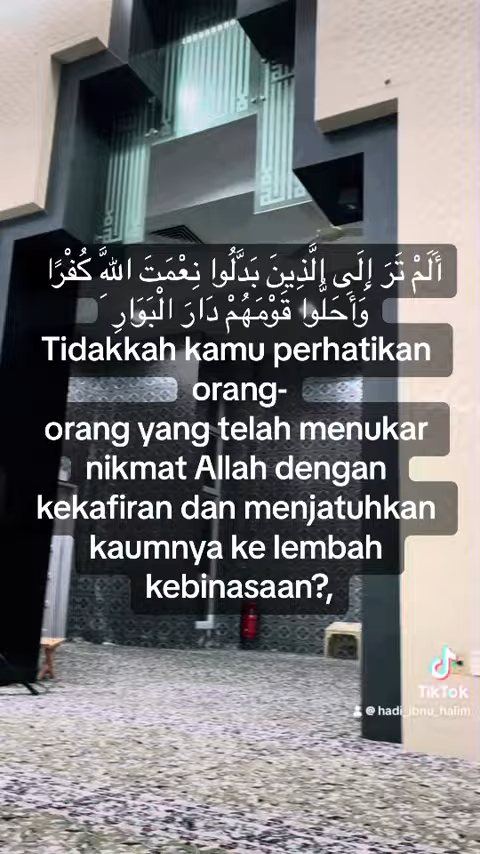 أَلَمْ تَرَ إِلَى الَّذِينَ بَدَّلُوا نِعْمَتَ اللَّهِ كُفْرًا
وَأَحَلُّوا قَوْمَهُمْ دَارَ الْبَوَارِ
Tidakkah kamu perhatikan
orang-
orang yang telah menukar
nikmat Allah dengan
kekafiran dan menjatuhkan
kaumnya ke lembah
kebinasaan?,
TikTok
@ hadi_ibnu_halim